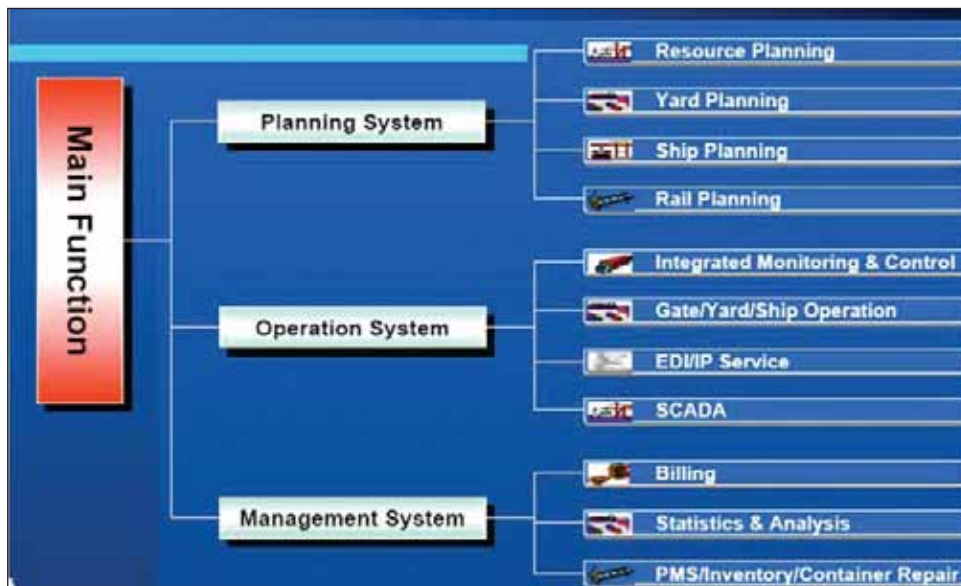 Main Function
Planning System
Resource Planning
Yard Planning
Ship Planning
Rail Planning
Operation System
Integrated Monitoring & Control
Gate/Yard/Ship Operation
EDI/IP Service
SCADA
Management System
Billing
Statistics & Analysis
PMS/Inventory/Container Repair